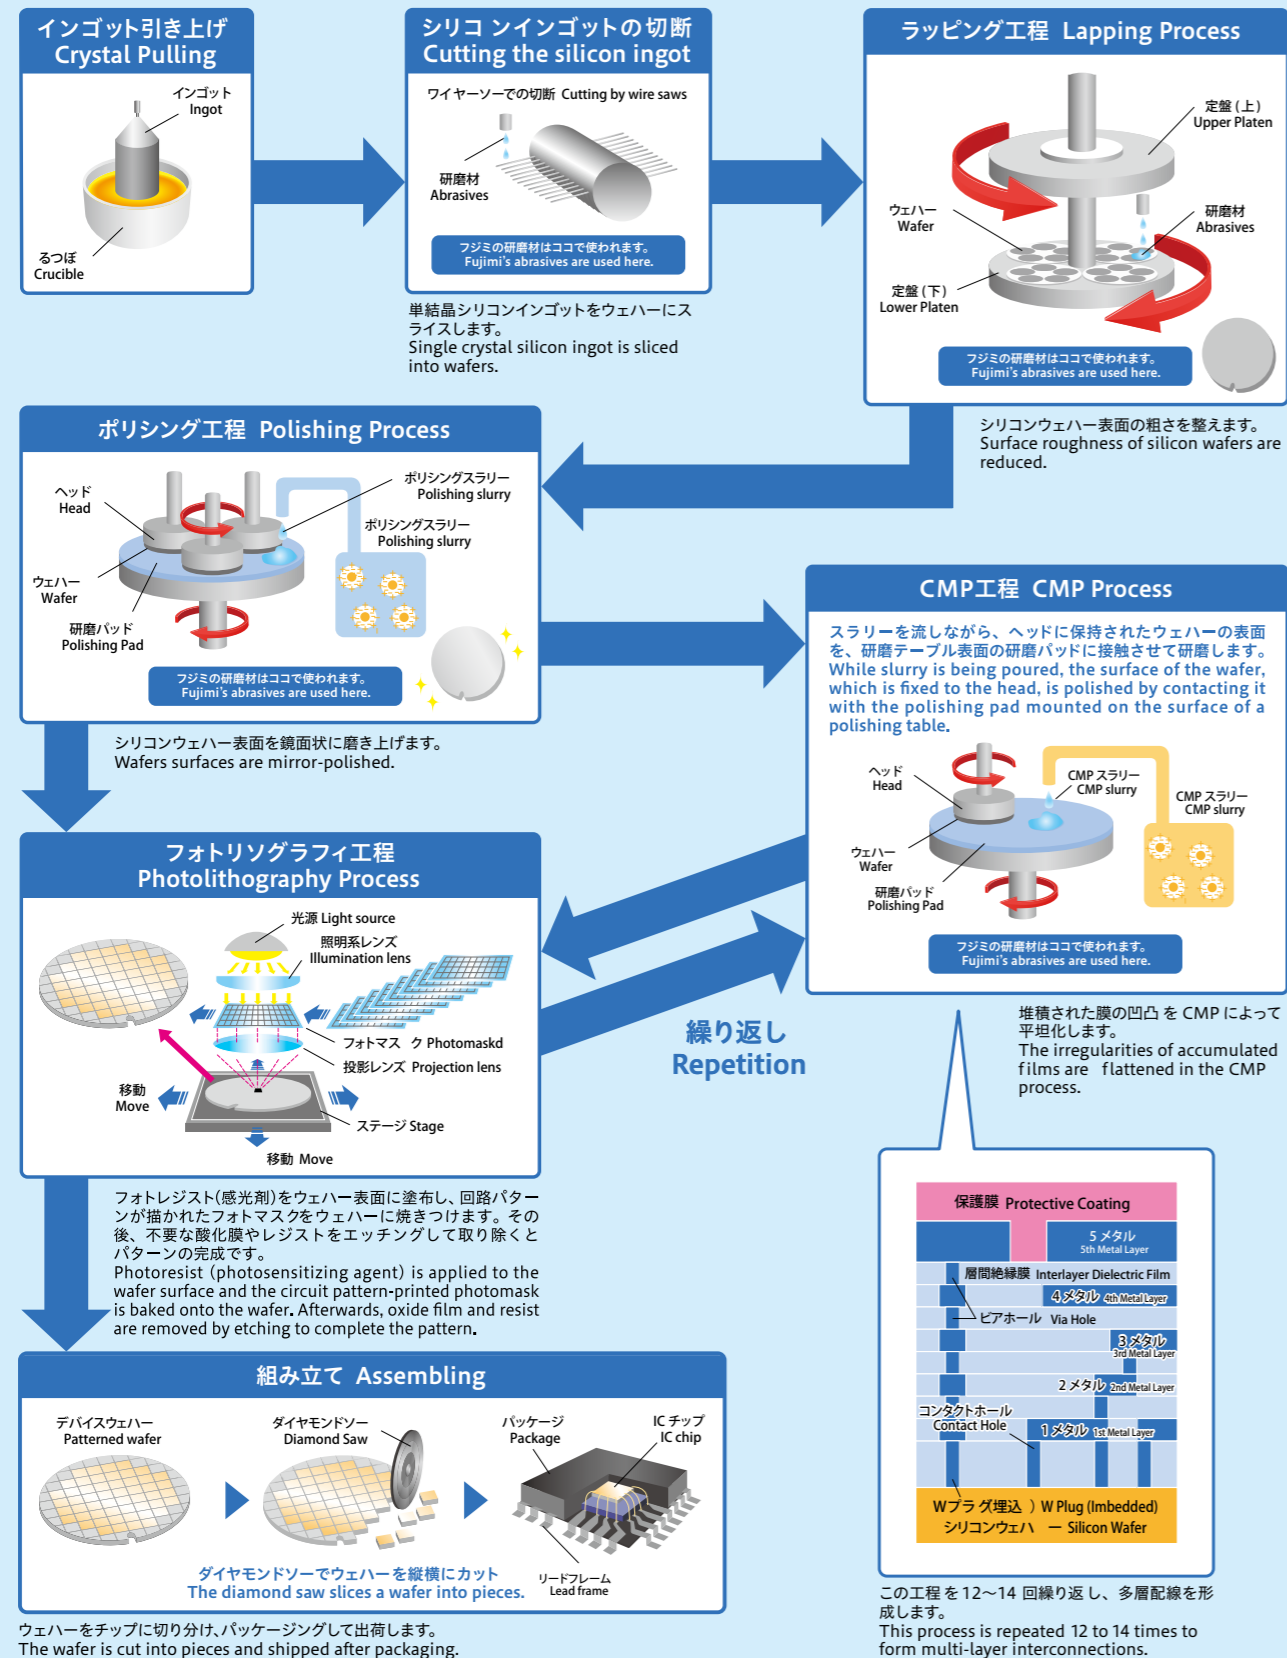 インゴット引き上げ
Crystal Pulling
インゴット
Ingot
るつぼ
Crucible
シリコ ンインゴットの切断
Cutting the silicon ingot
ワイヤーソーでの切断 Cutting by wire saws
研磨材
Abrasives
フジミの研磨材はココで使われます。
Fujimi's abrasives are used here.
単結晶シリコンインゴットをウェハーにス
ライスします。
Single crystal silicon ingot is sliced
into wafers.
ラッピング工程 Lapping Process
定盤 (上)
Upper Platen
ウェハー
Wafer
研磨材
Abrasives
定盤 (下)
Lower Platen
フジミの研磨材はココで使われます。
Fujimi's abrasives are used here.
シリコンウェハー表面の粗さを整えます。
Surface roughness of silicon wafers are
reduced.
ポリシング工程 Polishing Process
ヘッド
Head
ポリシングスラリー
Polishing slurry
ポリシングスラリー
Polishing slurry
ウェハー
Wafer
研磨パッド
Polishing Pad
フジミの研磨材はココで使われます。
Fujimi's abrasives are used here.
シリコンウェハー表面を鏡面状に磨き上げます。
Wafers surfaces are mirror-polished.
CMP工程 CMP Process
スラリーを流しながら、ヘッドに保持されたウェハーの表面
を、研磨テーブル表面の研磨パッドに接触させて研磨します。
While slurry is being poured, the surface of the wafer,
which is fixed to the head, is polished by contacting it
with the polishing pad mounted on the surface of a
polishing table.
ヘッド
Head
CMP スラリー
CMP slurry
CMP スラリー
CMP slurry
ウェハー
Wafer
研磨パッド
Polishing Pad
フジミの研磨材はココで使われます。
Fujimi's abrasives are used here.
堆積された膜の凹凸 を CMP によって
平坦化します。
The irregularities of accumulated
films are flattened in the CMP
process.
フォトリソグラフィ工程
Photolithography Process
光源 Light source
照明系レンズ
Illumination lens
フォトマス ク Photomaskd
投影レンズ Projection lens
移動
Move
ステージ Stage
移動 Move
繰り返し
Repetition
フォトレジスト(感光剤)をウェハー表面に塗布し、回路パター
ンが描かれたフォトマスクをウェハーに焼きつけます。その
後、不要な酸化膜やレジストをエッチングして取り除くと
パターンの完成です。
Photoresist (photosensitizing agent) is applied to the
wafer surface and the circuit pattern-printed photomask
is baked onto the wafer. Afterwards, oxide film and resist
are removed by etching to complete the pattern.
保護膜 Protective Coating
5 メタル
5th Metal Layer
層間絶縁膜 Interlayer Dielectric Film
4 メタル 4th Metal Layer
ビアホール Via Hole
3 メタル
3rd Metal Layer
2 メタル 2nd Metal Layer
コンタクトホール
Contact Hole
1 メタル 1st Metal Layer
Wプラ グ埋込 ) W Plug (Imbedded)
シリコンウェハ ー Silicon Wafer
この工程 を 12〜14 回繰り返 し、多層配線を形
成します。
This process is repeated 12 to 14 times to
form multi-layer interconnections.
組み立て Assembling
デバイスウェハー
Patterned wafer
ダイヤモンドソー
Diamond Saw
パッケージ
Package
IC チップ
IC chip
リードフレーム
Lead frame
ダイヤモンドソーでウェハーを縦横にカット
The diamond saw slices a wafer into pieces.
ウェハーをチップに切り分け、パッケージングして出荷します。
The wafer is cut into pieces and shipped after packaging.